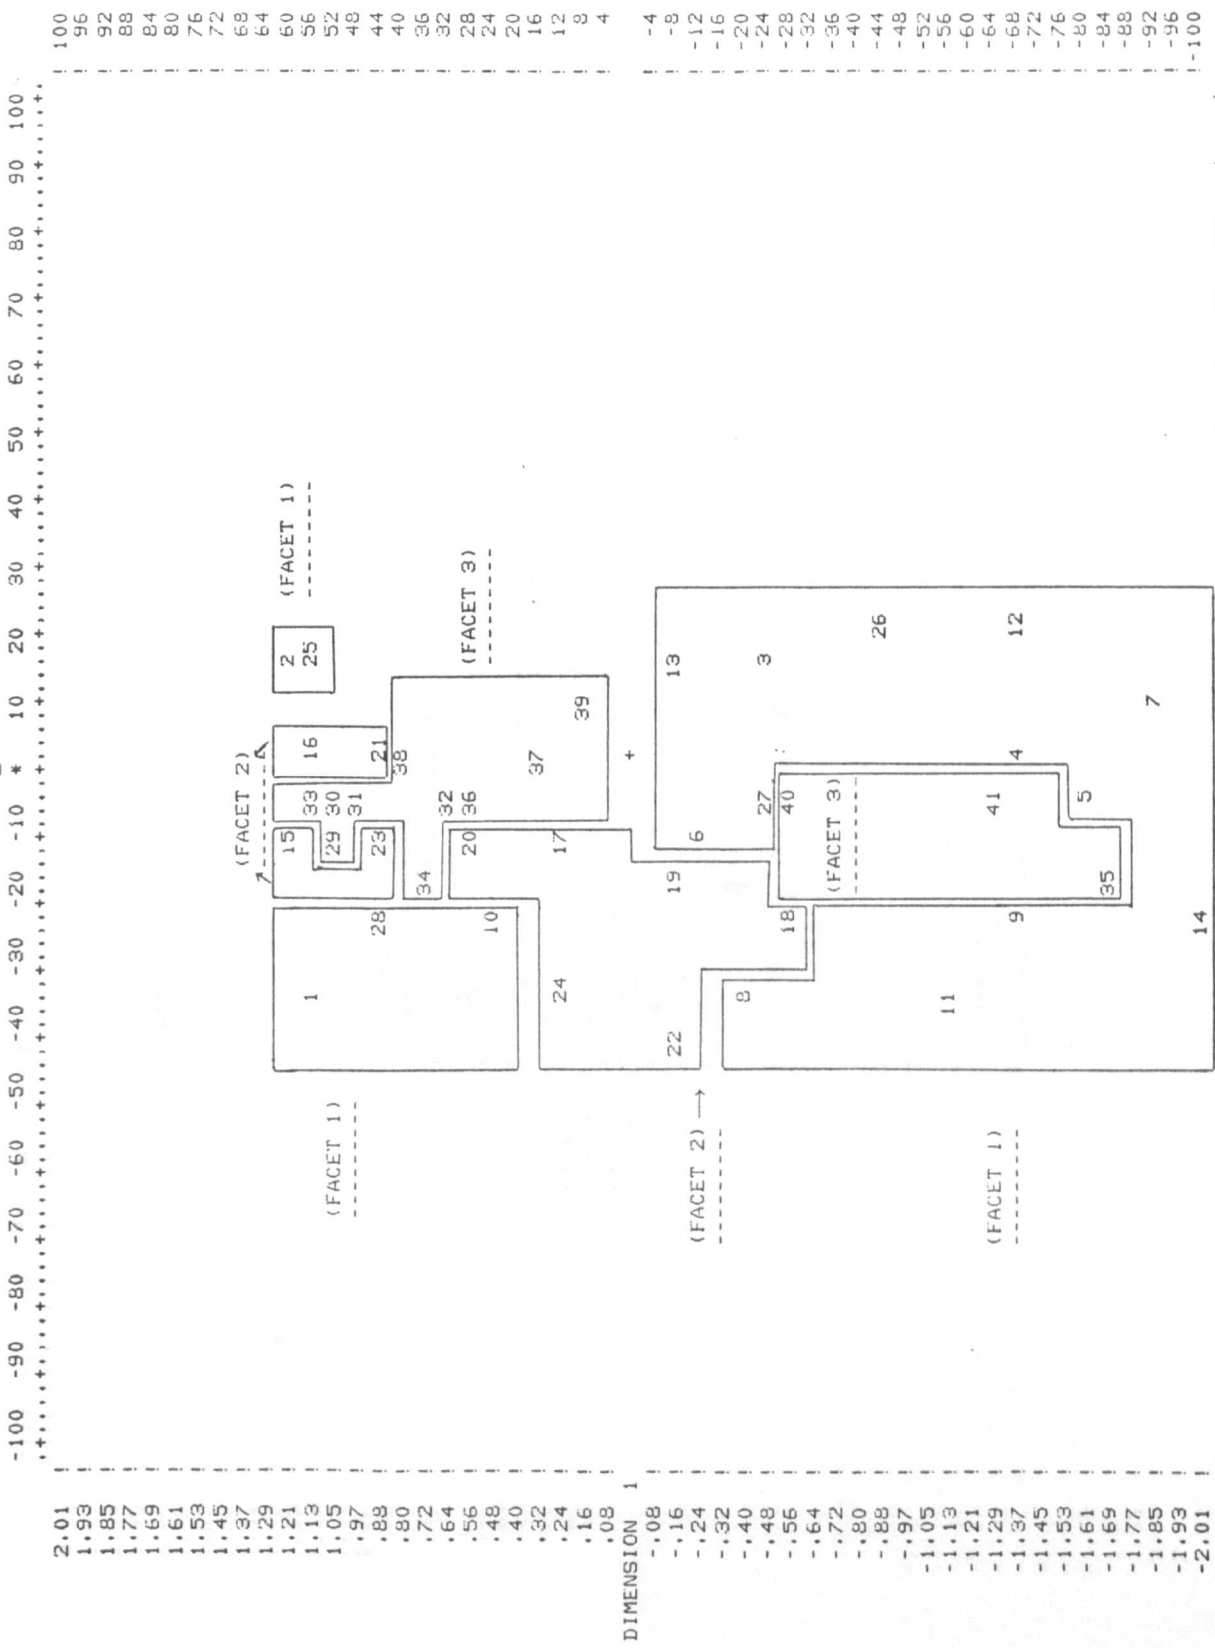 -100 -90 -80 -70 -60 -50 -40 -30 -20 -10 * 10 20 30 40 50 60 70 80 90 100
2.01 100
1.93 96
1.85 92
1.77 88
1.69 84
1.61 80
1.53 76
1.45 72
1.37 (FACET 2) 68
1.29 64
1.21 15 2 (FACET 1) 60
1.13 1 33 16 25 56
1.05 (FACET 1) 29 30 52
.97 31 48
.88 28 23 21 44
.80 38 40
.72 34 36
.64 32 32
.56 20 36 (FACET 3) 28
.48 10 24
.40 20
.32 37 16
.24 24 17 12
.16 39 8
.08 4
DIMENSION 1 +
-.08 -4
-.16 22 19 13 -8
-.24 (FACET 2) → 6 -12
-.32 -16
-.40 8 -20
-.48 27 3 -24
-.56 18 40 -28
-.64 -32
-.72 (FACET 3) -36
-.80 -40
-.88 26 -44
-.97 -48
-1.05 -52
-1.13 11 -56
-1.21 -60
-1.29 (FACET 1) 41 -64
-1.37 9 4 12 -68
-1.45 -72
-1.53 -76
-1.61 5 -80
-1.69 35 -84
-1.77 -88
-1.85 7 -92
-1.93 -96
-2.01 14 -100